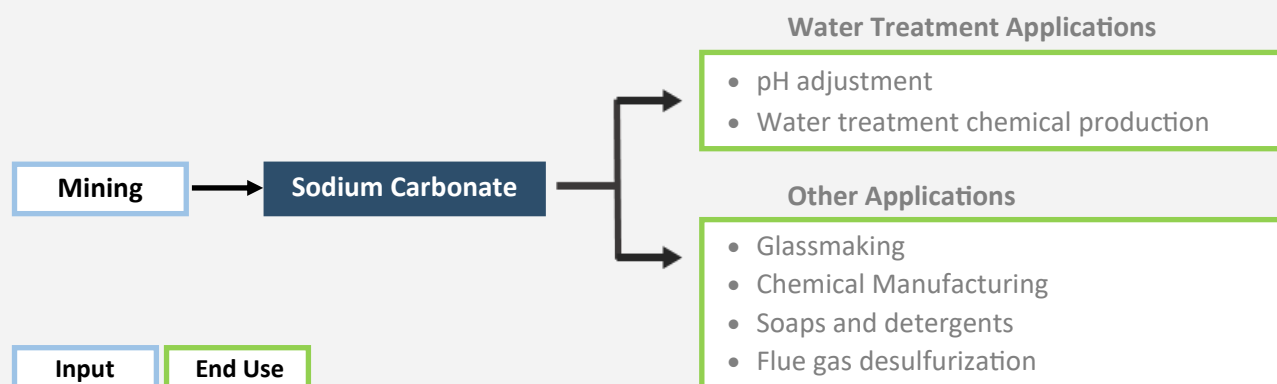 Water Treatment Applications
• pH adjustment
• Water treatment chemical production
Mining
Sodium Carbonate
Other Applications
• Glassmaking
• Chemical Manufacturing
• Soaps and detergents
• Flue gas desulfurization
Input
End Use